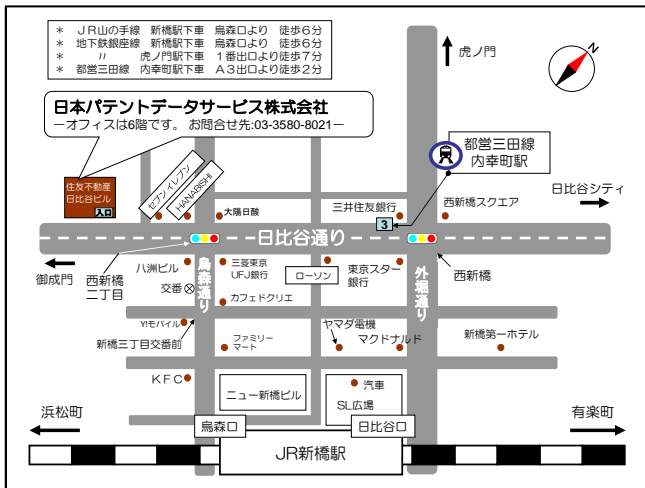 ＊　ＪＲ山の手線　新橋駅下車　烏森口より　徒歩６分
＊　地下鉄銀座線　新橋駅下車　烏森口より　徒歩６分
＊　　　〃　　　虎ノ門駅下車　１番出口より徒歩７分
＊　都営三田線　内幸町駅下車　Ａ３出口より徒歩２分
虎ノ門
N
日本パテントデータサービス株式会社
－オフィスは6階です。 お問合せ先:03-3580-8021－
都営三田線
内幸町駅
住友不動産
日比谷ビル
入口
セブンイレブン
HANABISHI
大陽日酸
三井住友銀行
3
西新橋スクエア
日比谷シティ
日比谷通り
御成門
西新橋
二丁目
八洲ビル
交番
烏森通り
三菱東京
UFJ銀行
カフェドクリエ
ローソン
東京スター
銀行
外堀通り
西新橋
Y!モバイル
新橋三丁目交番前
ファミリー
マート
ヤマダ電機
マクドナルド
新橋第一ホテル
ＫＦＣ
ニュー新橋ビル
汽車
SL広場
浜松町
烏森口
日比谷口
有楽町
JR新橋駅